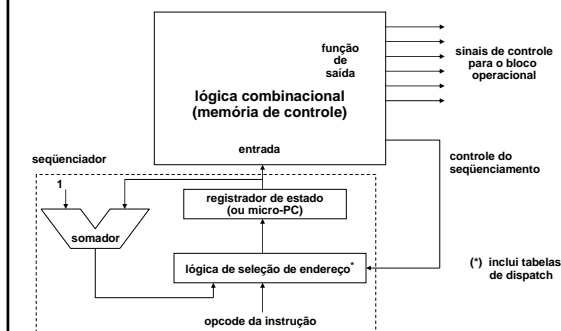 função
de
saída
sinais de controle
para o bloco
operacional
lógica combinacional
(memória de controle)
entrada
controle do
seqüenciamento
seqüenciador
1
somador
registrador de estado
(ou micro-PC)
lógica de seleção de endereço*
(*) inclui tabelas
de dispatch
opcode da instrução